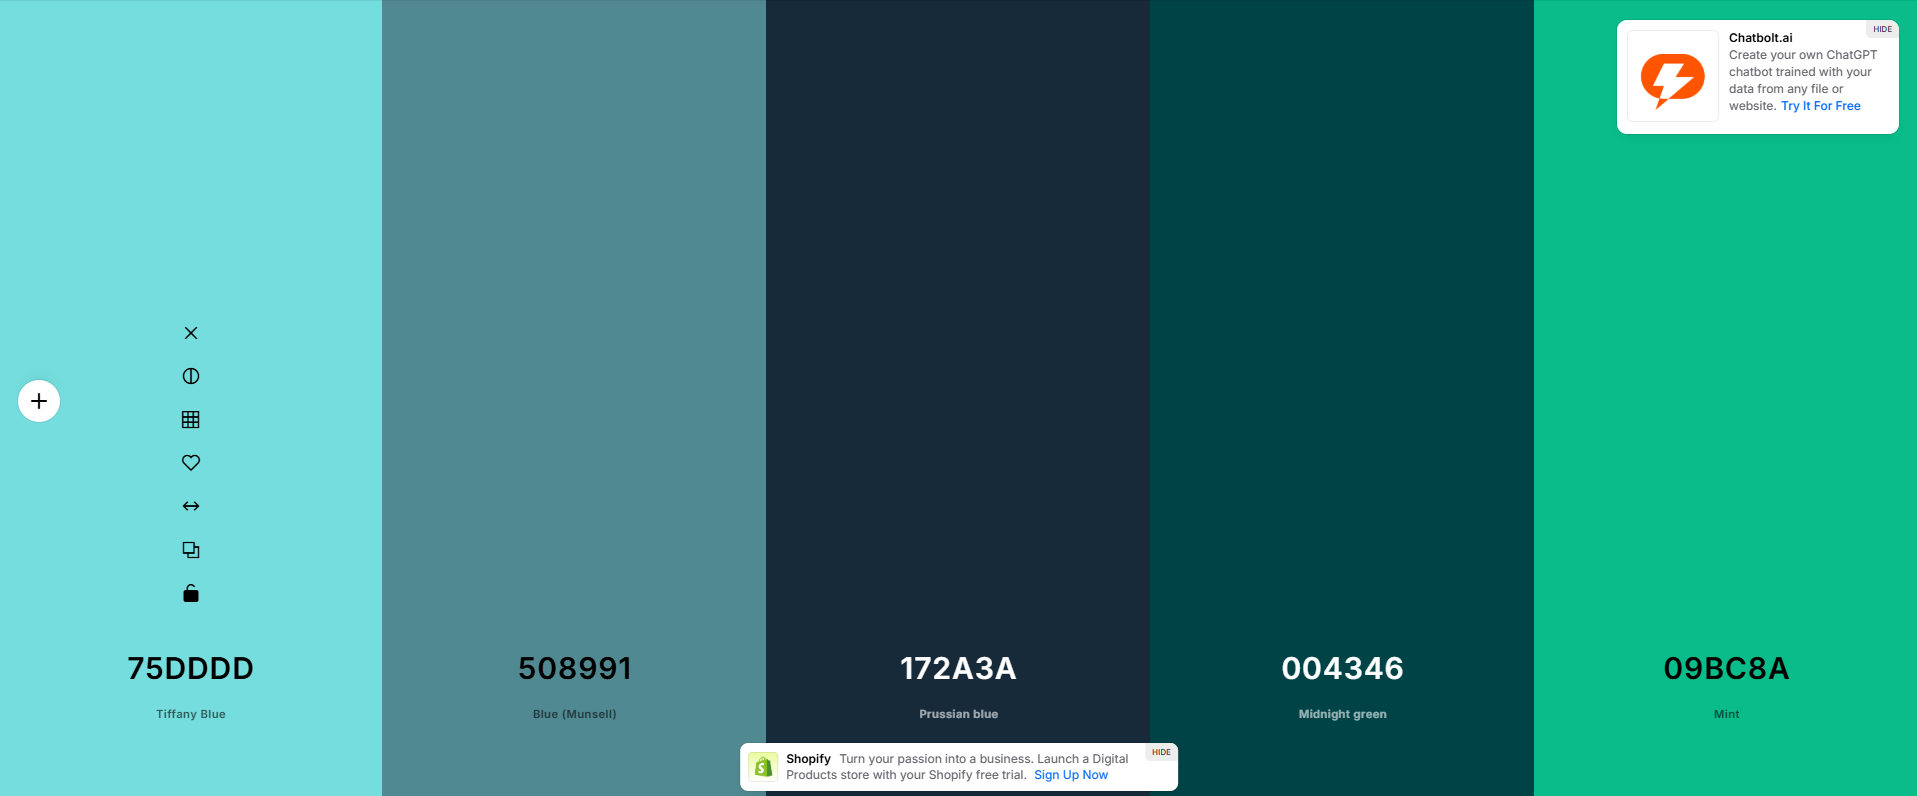 HIDE
Chatbolt.ai
Create your own ChatGPT
chatbot trained with your
data from any file or
website. Try It For Free
75DDDD
Tiffany Blue
508991
Blue (Munsell)
172A3A
Prussian blue
004346
Midnight green
09BC8A
Mint
HIDE
Shopify Turn your passion into a business. Launch a Digital
Products store with your Shopify free trial. Sign Up Now